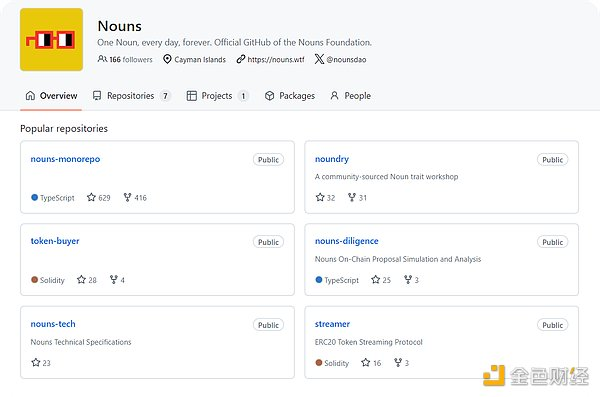 Nouns
One Noun, every day, forever. Official GitHub of the Nouns Foundation.
166 followers Cayman Islands https://nouns.wtf @nounsdao
Overview Repositories 7 Projects 1 Packages People
Popular repositories
nouns-monorepo Public
TypeScript 629 416
noundry Public
A community-sourced Noun trait workshop
32 31
token-buyer Public
Solidity 28 4
nouns-diligence Public
Nouns On-Chain Proposal Simulation and Analysis
TypeScript 25 3
nouns-tech Public
Nouns Technical Specifications
23
streamer Public
ERC20 Token Streaming Protocol
Solidity 16 3
金色财经